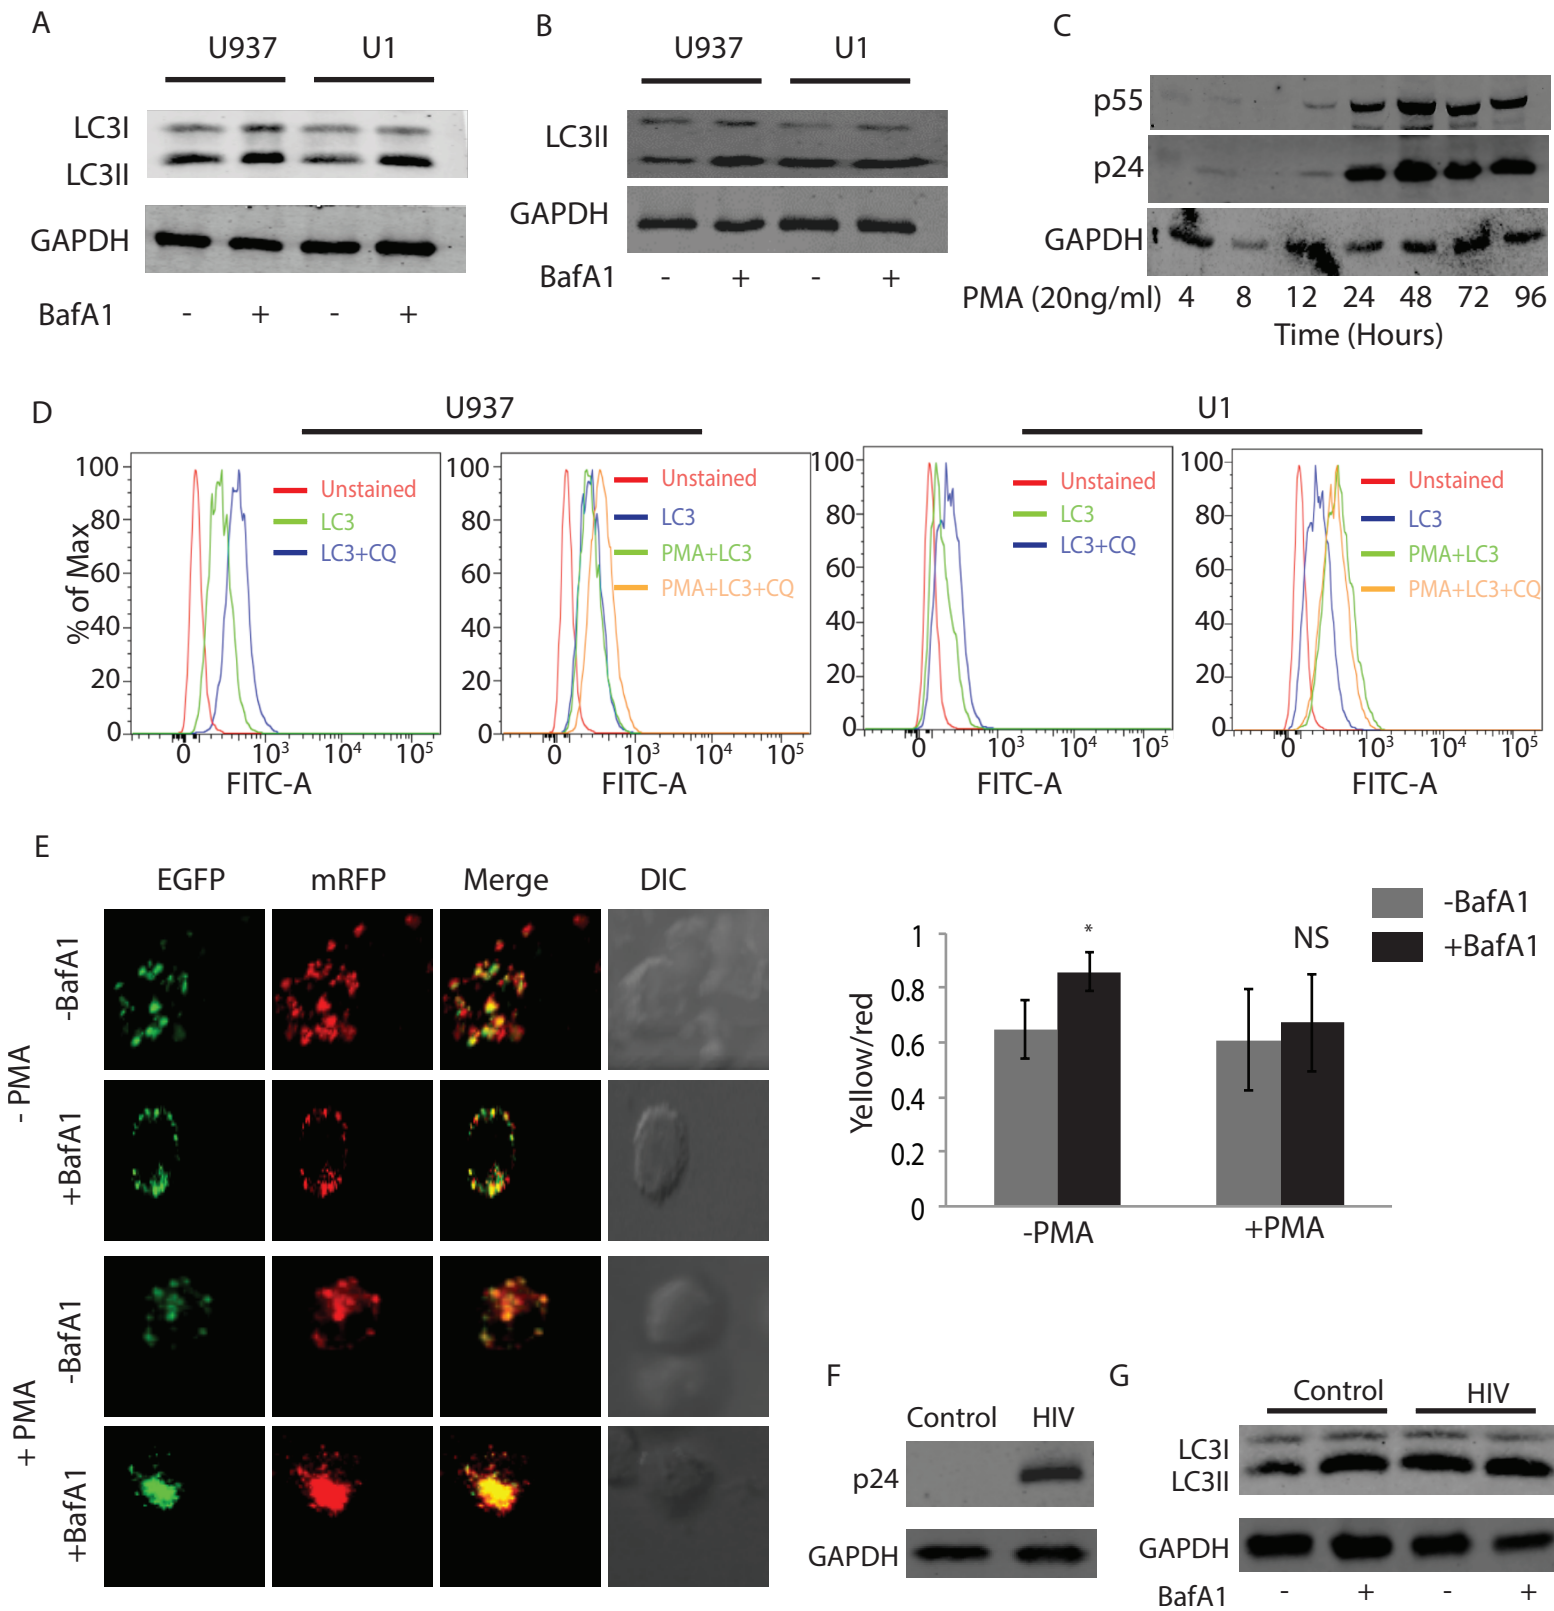 A
U937 U1
LC3I
LC3II
GAPDH
BafA1 - + - +
B
U937 U1
LC3II
GAPDH
BafA1 - + - +
C
p55
p24
GAPDH
PMA (20ng/ml) 4 8 12 24 48 72 96
Time (Hours)
D
U937
U1
% of Max
100
80
60
40
20
0
0 10³ 10⁴ 10⁵
FITC-A
Unstained
LC3
LC3+CQ
100
80
60
40
20
0
0 10³ 10⁴ 10⁵
FITC-A
Unstained
LC3
PMA+LC3
PMA+LC3+CQ
100
80
60
40
20
0
0 10³ 10⁴ 10⁵
FITC-A
Unstained
LC3
LC3+CQ
100
80
60
40
20
0
0 10³ 10⁴ 10⁵
FITC-A
Unstained
LC3
PMA+LC3
PMA+LC3+CQ
E
EGFP mRFP Merge DIC
- PMA
-BafA1
+BafA1
+ PMA
-BafA1
+BafA1
-BafA1
+BafA1
Yellow/red
1
0.8
0.6
0.4
0.2
0
*
NS
-PMA +PMA
F
Control HIV
p24
GAPDH
G
Control HIV
LC3I
LC3II
GAPDH
BafA1 - + - +